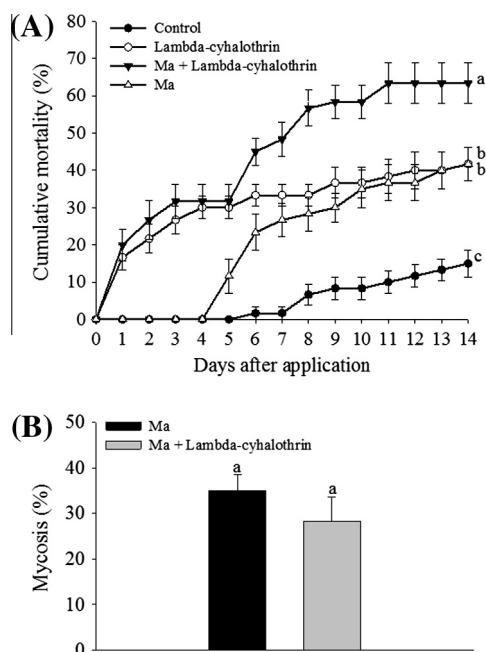 (A)
Control
Lambda-cyhalothrin
Ma + Lambda-cyhalothrin
Ma
Cumulative mortality (%)
80
70
60
50
40
30
20
10
0
a
b
b
c
0 1 2 3 4 5 6 7 8 9 10 11 12 13 14
Days after application
(B)
Ma
Ma + Lambda-cyhalothrin
Mycosis (%)
50
40
30
20
10
0
a
a